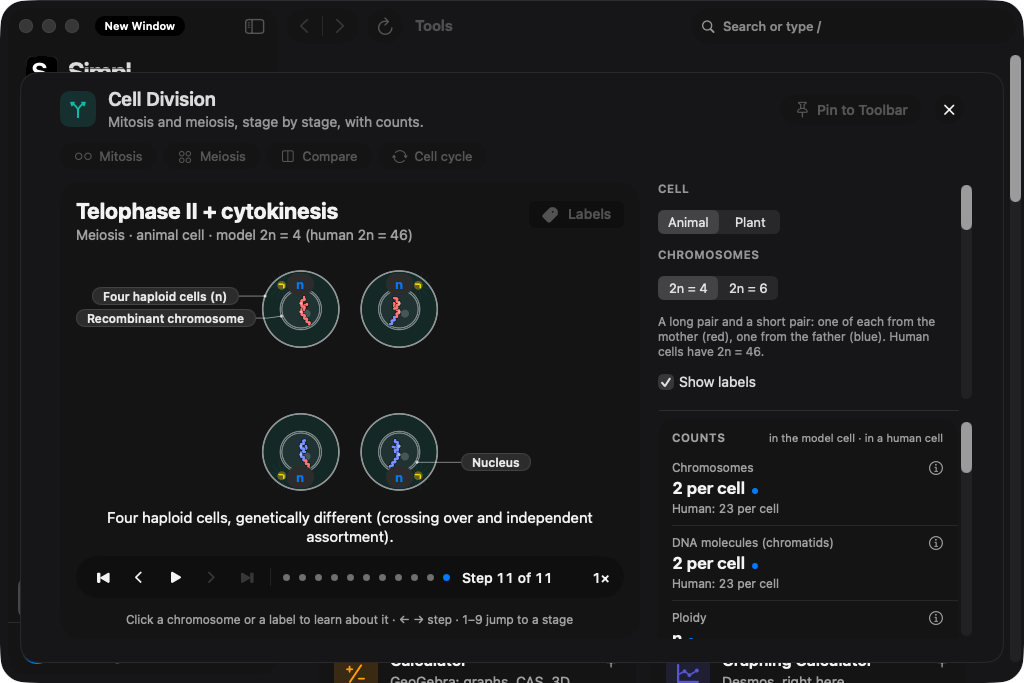 New Window
Tools
Search or type /
S Simpl
Cell Division
Mitosis and meiosis, stage by stage, with counts.
Pin to Toolbar
Mitosis
Meiosis
Compare
Cell cycle
Telophase II + cytokinesis
Labels
Meiosis · animal cell · model 2n = 4 (human 2n = 46)
n
n
Four haploid cells (n)
Recombinant chromosome
Nucleus
n
n
Four haploid cells, genetically different (crossing over and independent
assortment).
Step 11 of 11
1×
Click a chromosome or a label to learn about it · ← → step · 1–9 jump to a stage
CELL
Animal
Plant
CHROMOSOMES
2n = 4
2n = 6
A long pair and a short pair: one of each from the
mother (red), one from the father (blue). Human
cells have 2n = 46.
Show labels
COUNTS
in the model cell · in a human cell
Chromosomes
2 per cell
Human: 23 per cell
DNA molecules (chromatids)
2 per cell
Human: 23 per cell
Ploidy
n
Calculator
GeoGebra: graphs, CAS, 3D
Graphing Calculator
Desmos, right here